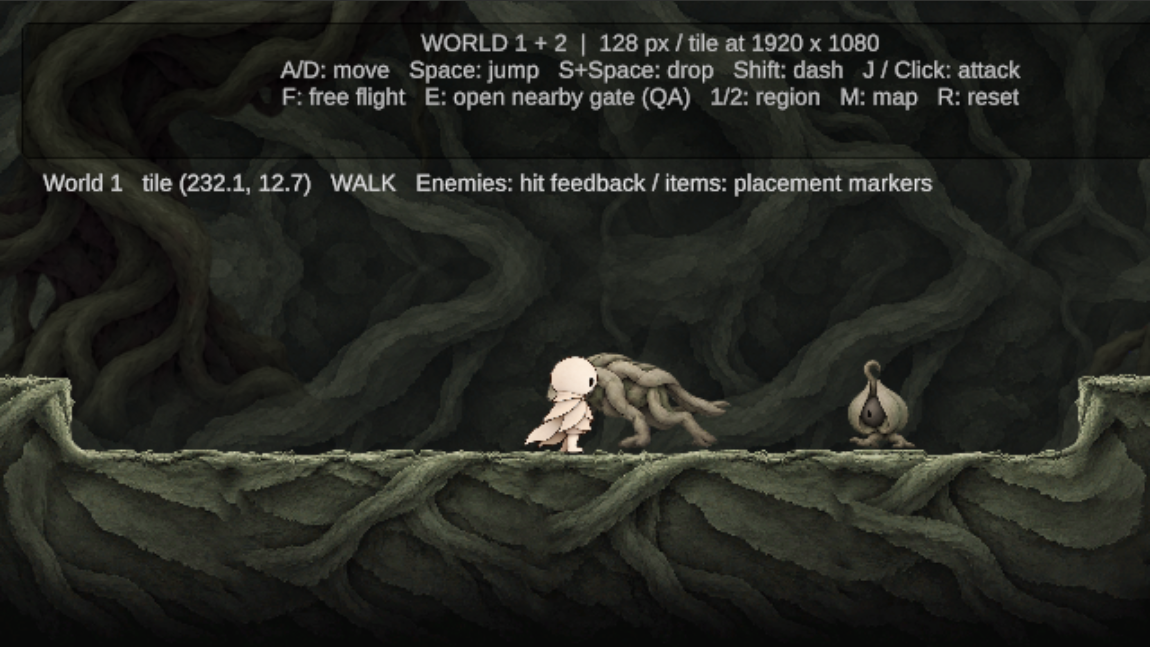 WORLD 1 + 2 | 128 px / tile at 1920 x 1080
A/D: move Space: jump S+Space: drop Shift: dash J / Click: attack
F: free flight E: open nearby gate (QA) 1/2: region M: map R: reset
World 1 tile (232.1, 12.7) WALK Enemies: hit feedback / items: placement markers